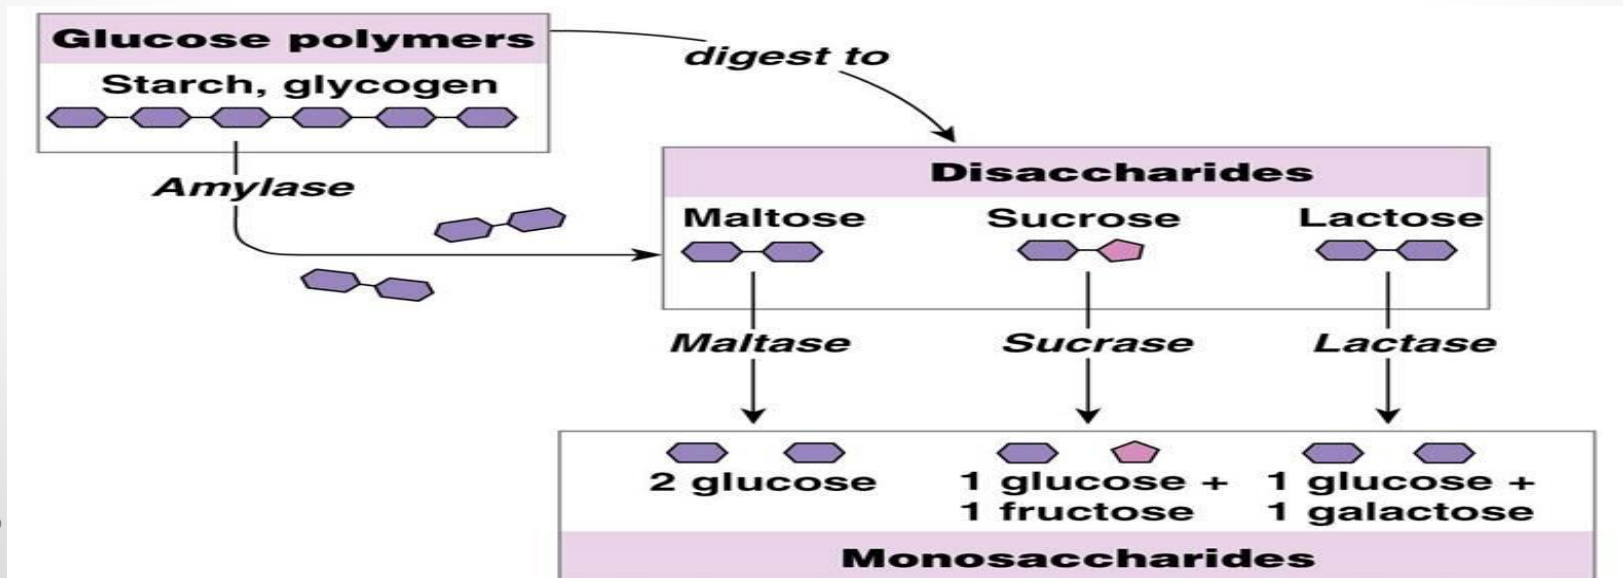 Glucose polymers
Starch, glycogen
digest to
Amylase
Disaccharides
Maltose Sucrose Lactose
Maltase Sucrase Lactase
2 glucose
1 glucose +
1 fructose
1 glucose +
1 galactose
Monosaccharides